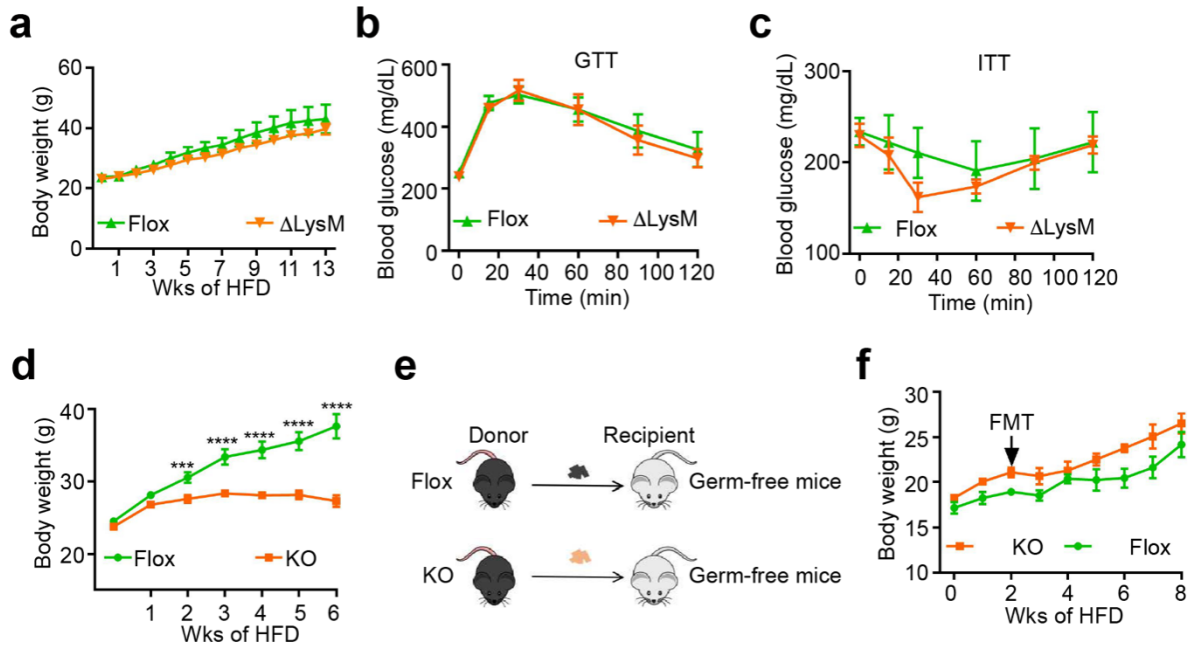 a
Body weight (g)
60
40
20
0
Flox
ΔLysM
1 3 5 7 9 11 13
Wks of HFD
b
GTT
Blood glucose (mg/dL)
600
400
200
0
Flox
ΔLysM
0 20 40 60 80 100 120
Time (min)
c
ITT
Blood glucose (mg/dL)
300
200
100
Flox
ΔLysM
0 20 40 60 80 100 120
Time (min)
d
Body weight (g)
40
30
20
*** **** **** **** ****
Flox
KO
1 2 3 4 5 6
Wks of HFD
e
Donor
Recipient
Flox
Germ-free mice
KO
Germ-free mice
f
Body weight (g)
30
25
20
15
10
FMT
KO
Flox
0 2 4 6 8
Wks of HFD